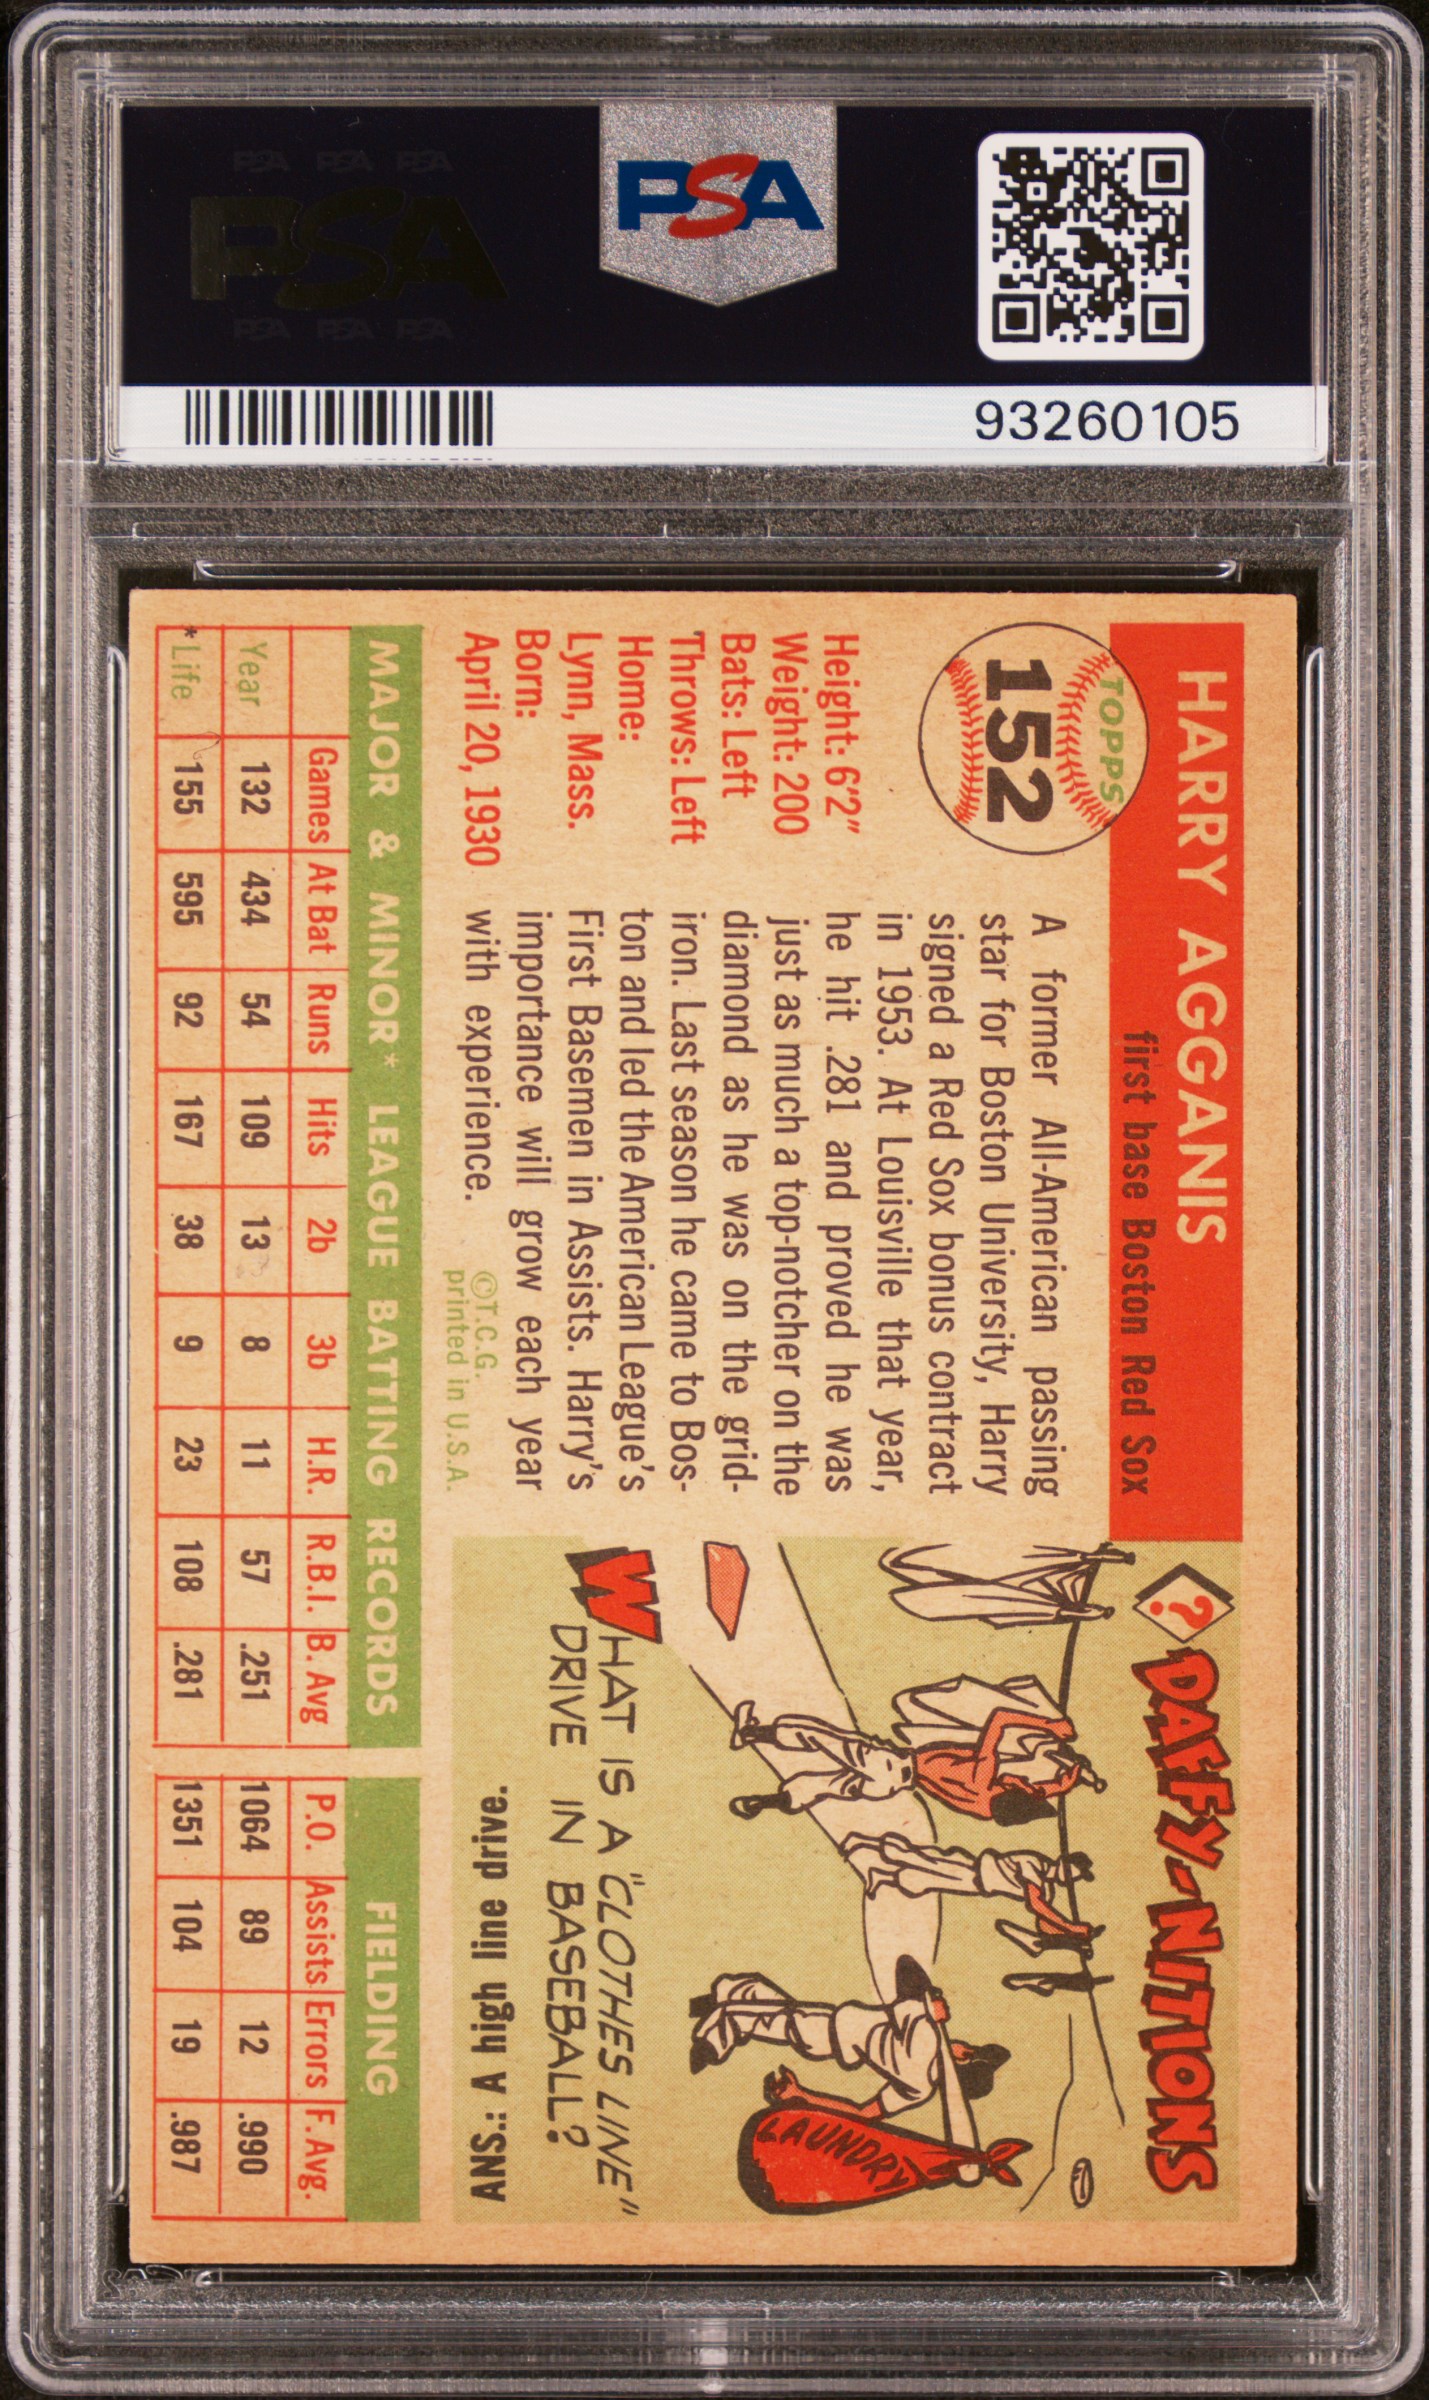 PSA PSA PSA
PSA
PSA PSA PSA
PSA
93260105
HARRY AGGANIS
first base Boston Red Sox
TOPPS
152
Height: 6'2"
Weight: 200
Bats: Left
Throws: Left
Home:
Lynn, Mass.
Born:
April 20, 1930
A former All-American passing
star for Boston University, Harry
signed a Red Sox bonus contract
in 1953. At Louisville that year,
he hit .281 and proved he was
just as much a top-notcher on the
diamond as he was on the grid-
iron. Last season he came to Bos-
ton and led the American League's
First Basemen in Assists. Harry's
importance will grow each year
with experience.
©T.C.G.
printed in U.S.A.
? DAFFY-NITIONS
LAUNDRY
WHAT IS A "CLOTHES LINE"
DRIVE IN BASEBALL?
ANS.: A high line drive.
MAJOR & MINOR* LEAGUE BATTING RECORDS FIELDING
Games At Bat Runs Hits 2b 3b H.R. R.B.I. B. Avg P.O. Assists Errors F. Avg.
Year 132 434 54 109 13 8 11 57 .251 1064 89 12 .990
*Life 155 595 92 167 38 9 23 108 .281 1351 104 19 .987